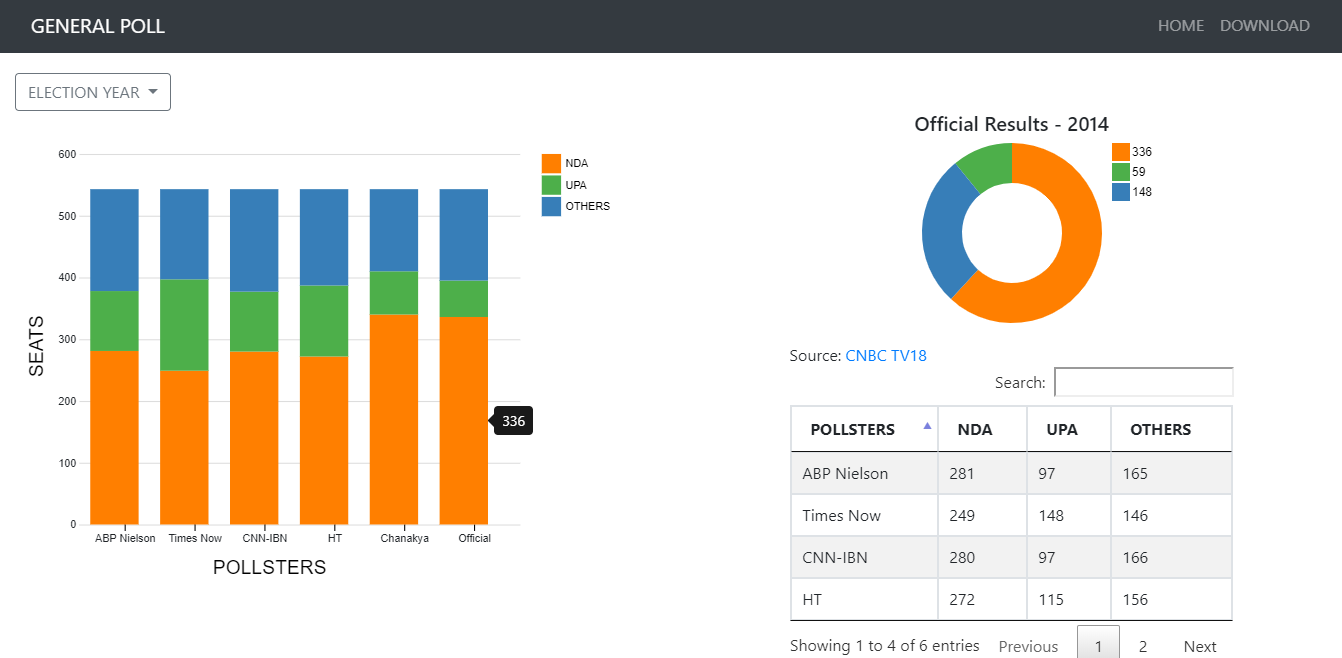 GENERAL POLL
HOME DOWNLOAD
ELECTION YEAR
600
500
400
300
200
100
0
SEATS
ABP Nielson Times Now CNN-IBN HT Chanakya Official
POLLSTERS
336
NDA
UPA
OTHERS
Official Results - 2014
336
59
148
Source: CNBC TV18
Search:
POLLSTERS NDA UPA OTHERS
ABP Nielson 281 97 165
Times Now 249 148 146
CNN-IBN 280 97 166
HT 272 115 156
Showing 1 to 4 of 6 entries Previous 1 2 Next